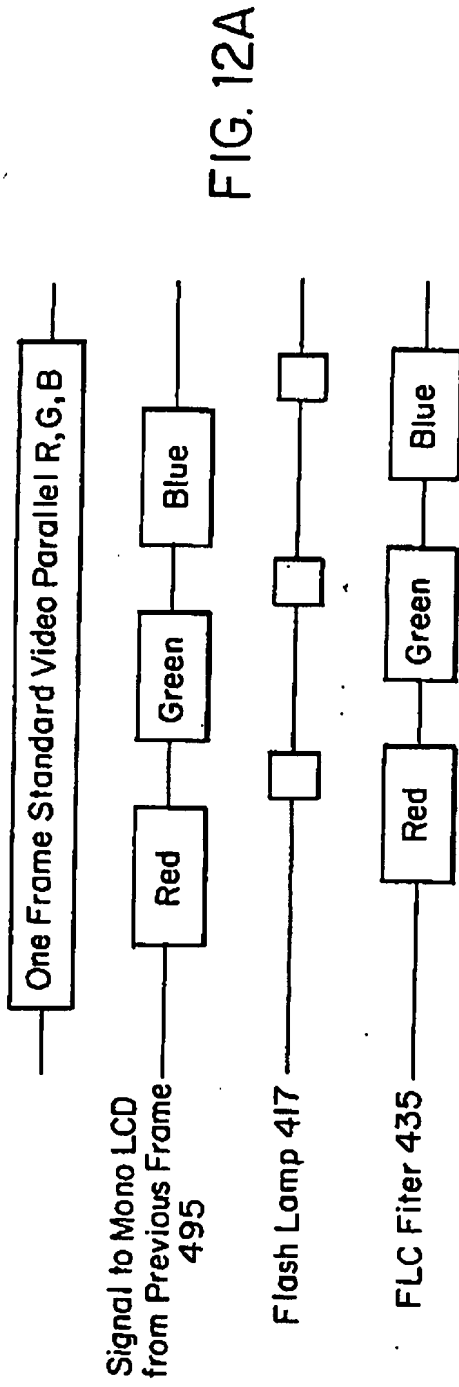 One Frame Standard Video Parallel R, G, B
Signal to Mono LCD
from Previous Frame
495
Red
Green
Blue
Flash Lamp 417
FLC Fiter 435
Red
Green
Blue
FIG. 12A